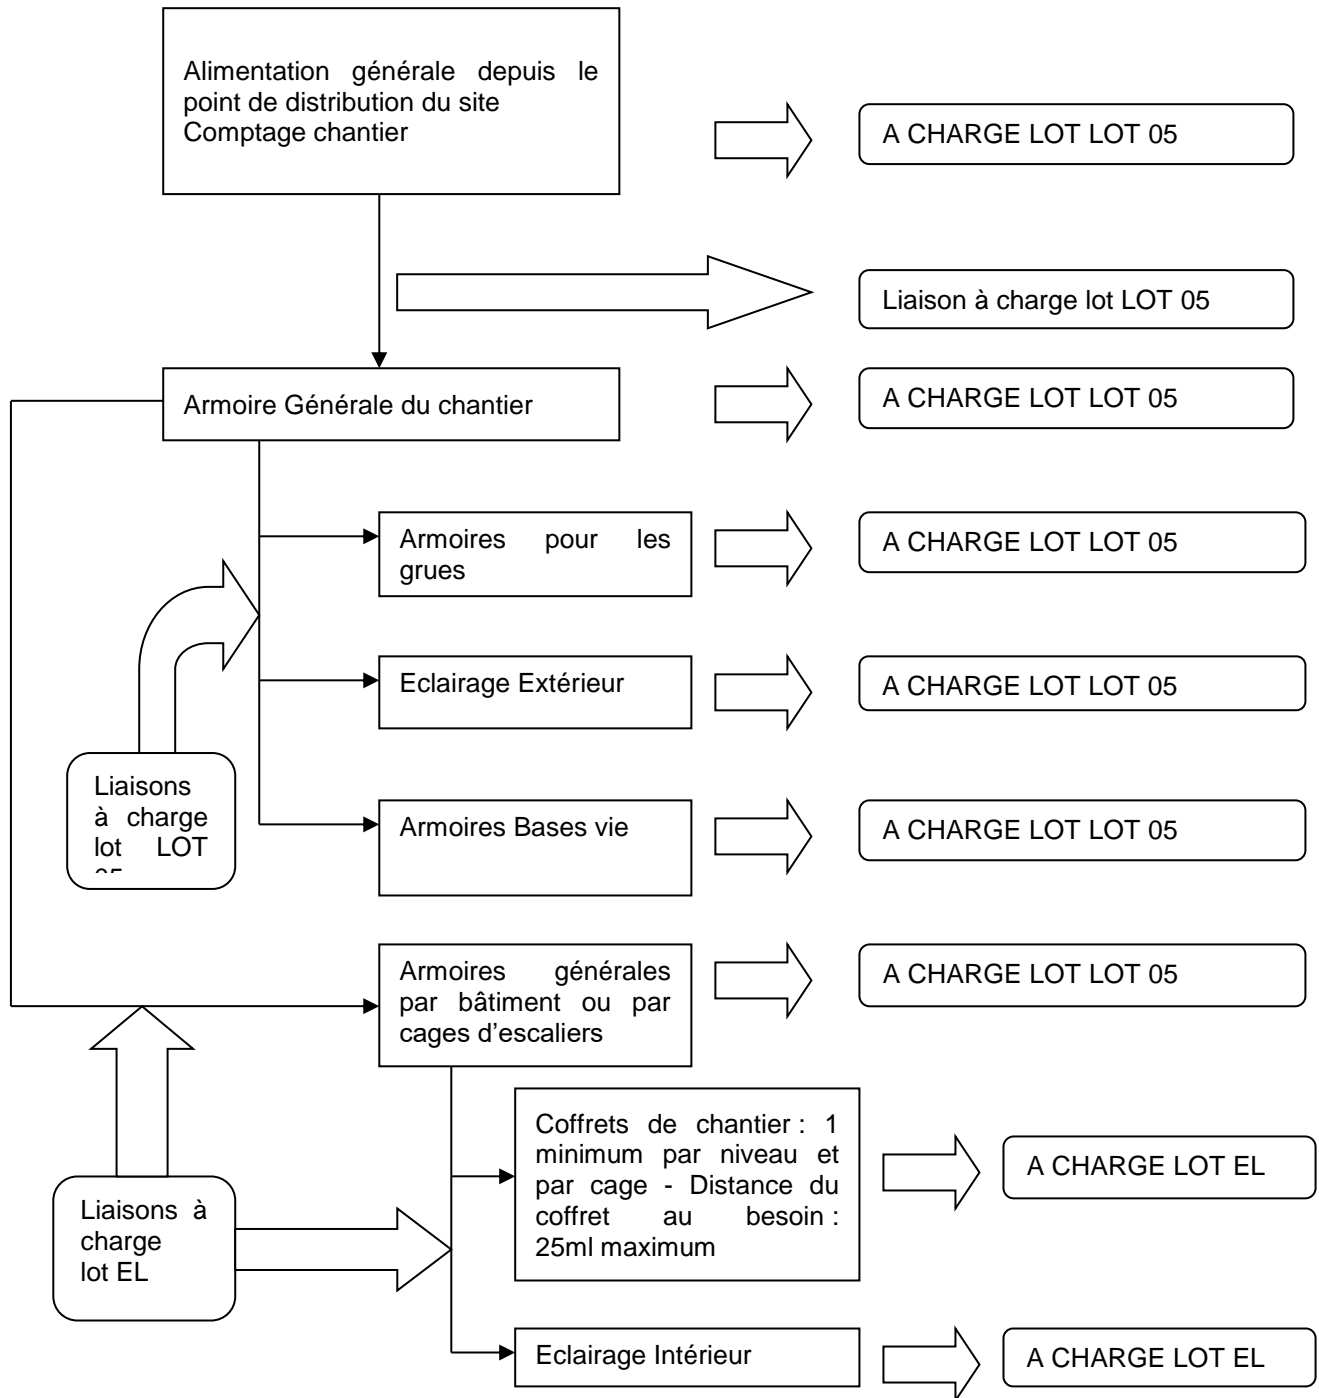 Alimentation générale depuis le
point de distribution du site
Comptage chantier
A CHARGE LOT LOT 05
Liaison à charge lot LOT 05
Armoire Générale du chantier
A CHARGE LOT LOT 05
Armoires pour les
grues
A CHARGE LOT LOT 05
Eclairage Extérieur
A CHARGE LOT LOT 05
Liaisons
à charge
lot LOT
Armoires Bases vie
A CHARGE LOT LOT 05
Armoires générales
par bâtiment ou par
cages d'escaliers
A CHARGE LOT LOT 05
Coffrets de chantier : 1
minimum par niveau et
par cage - Distance du
coffret au besoin :
25ml maximum
A CHARGE LOT EL
Liaisons à
charge
lot EL
Eclairage Intérieur
A CHARGE LOT EL